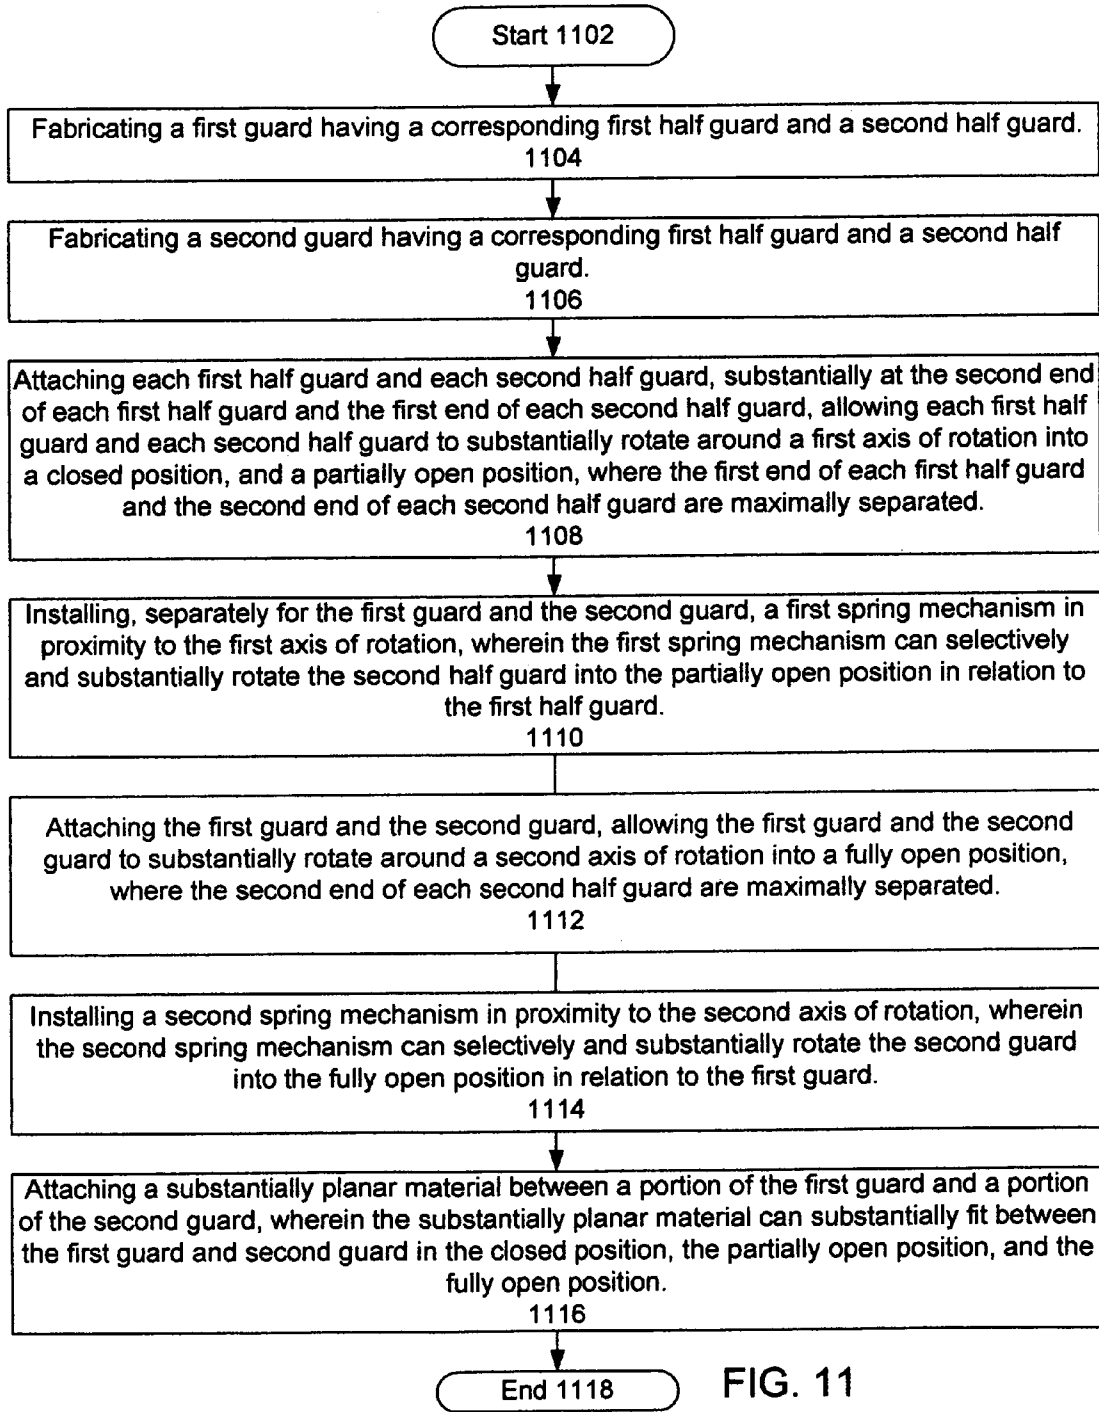 Start 1102
Fabricating a first guard having a corresponding first half guard and a second half guard.
1104
Fabricating a second guard having a corresponding first half guard and a second half
guard.
1106
Attaching each first half guard and each second half guard, substantially at the second end
of each first half guard and the first end of each second half guard, allowing each first half
guard and each second half guard to substantially rotate around a first axis of rotation into
a closed position, and a partially open position, where the first end of each first half guard
and the second end of each second half guard are maximally separated.
1108
Installing, separately for the first guard and the second guard, a first spring mechanism in
proximity to the first axis of rotation, wherein the first spring mechanism can selectively
and substantially rotate the second half guard into the partially open position in relation to
the first half guard.
1110
Attaching the first guard and the second guard, allowing the first guard and the second
guard to substantially rotate around a second axis of rotation into a fully open position,
where the second end of each second half guard are maximally separated.
1112
Installing a second spring mechanism in proximity to the second axis of rotation, wherein
the second spring mechanism can selectively and substantially rotate the second guard
into the fully open position in relation to the first guard.
1114
Attaching a substantially planar material between a portion of the first guard and a portion
of the second guard, wherein the substantially planar material can substantially fit between
the first guard and second guard in the closed position, the partially open position, and the
fully open position.
1116
End 1118
FIG. 11